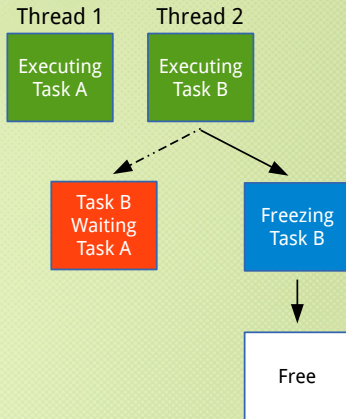 Thread 1
Thread 2
Executing
Task A
Executing
Task B
Task B
Waiting
Task A
Freezing
Task B
Free